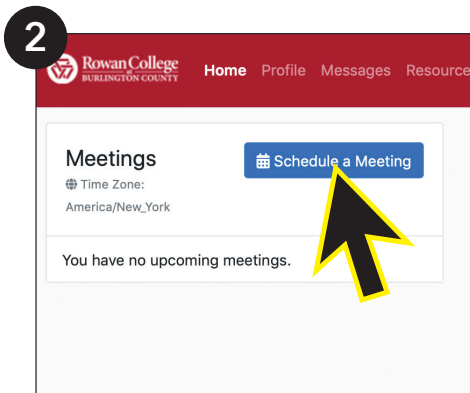 2
Rowan College
at
BURLINGTON COUNTY
Home Profile Messages Resource
Meetings
Schedule a Meeting
Time Zone:
America/New_York
You have no upcoming meetings.